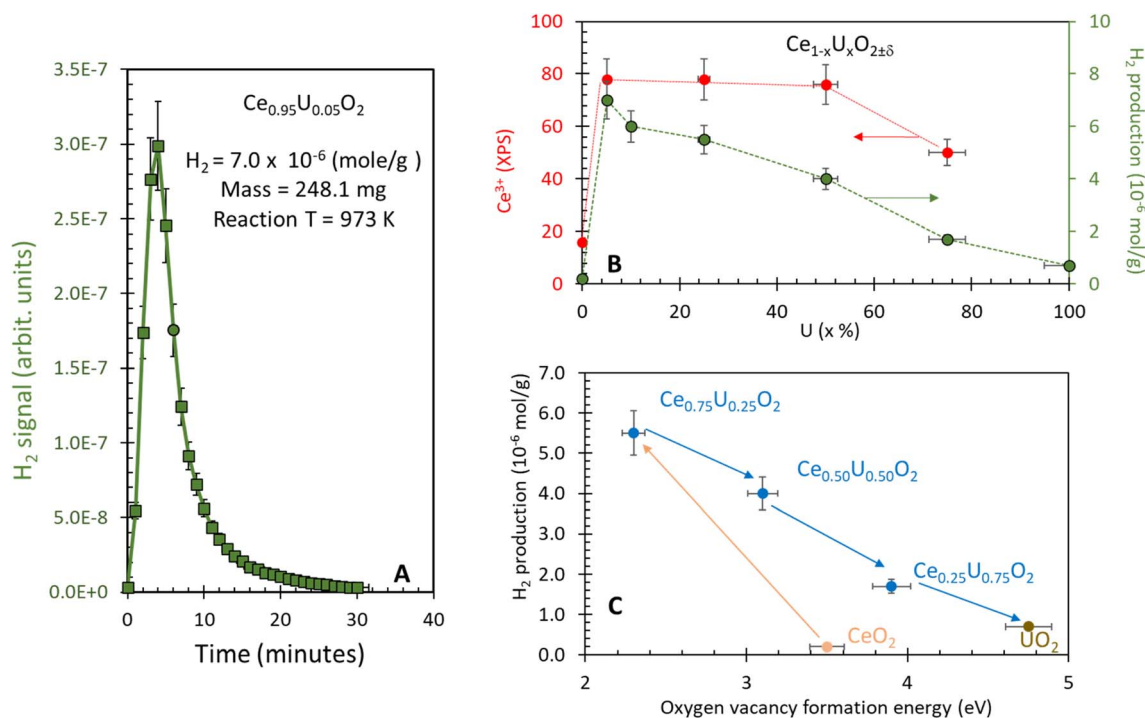 3.5E-7
3.0E-7
2.5E-7
2.0E-7
1.5E-7
1.0E-7
5.0E-8
0.0E+0
H₂ signal (arbit. units)
Ce₀.₉₅U₀.₀₅O₂
H₂ = 7.0 x 10⁻⁶ (mole/g )
Mass = 248.1 mg
Reaction T = 973 K
A
0 10 20 30 40
Time (minutes)
100
80
60
40
20
0
Ce³⁺ (XPS)
Ce₁₋ₓUₓO₂±δ
B
10
8
6
4
2
0
H₂ production (10⁻⁶ mol/g)
0 20 40 60 80 100
U (x %)
7.0
6.0
5.0
4.0
3.0
2.0
1.0
0.0
H₂ production (10⁻⁶ mol/g)
Ce₀.₇₅U₀.₂₅O₂
Ce₀.₅₀U₀.₅₀O₂
Ce₀.₂₅U₀.₇₅O₂
C
CeO₂
UO₂
2 3 4 5
Oxygen vacancy formation energy (eV)